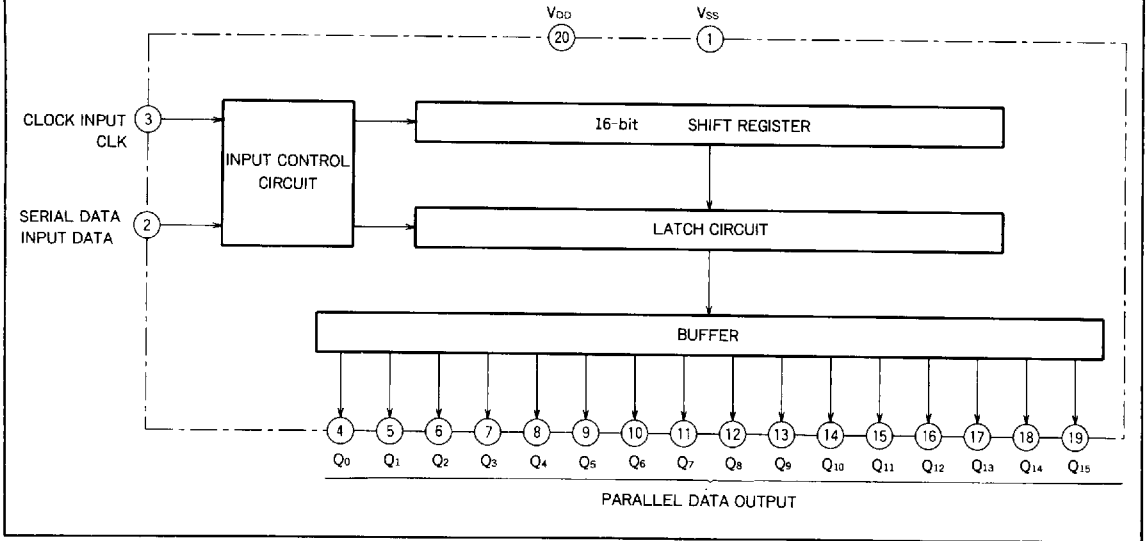 VDD
VSS
20
1
CLOCK INPUT
CLK
3
INPUT CONTROL
CIRCUIT
16-bit SHIFT REGISTER
SERIAL DATA
INPUT DATA
2
LATCH CIRCUIT
BUFFER
4 5 6 7 8 9 10 11 12 13 14 15 16 17 18 19
Q0 Q1 Q2 Q3 Q4 Q5 Q6 Q7 Q8 Q9 Q10 Q11 Q12 Q13 Q14 Q15
PARALLEL DATA OUTPUT